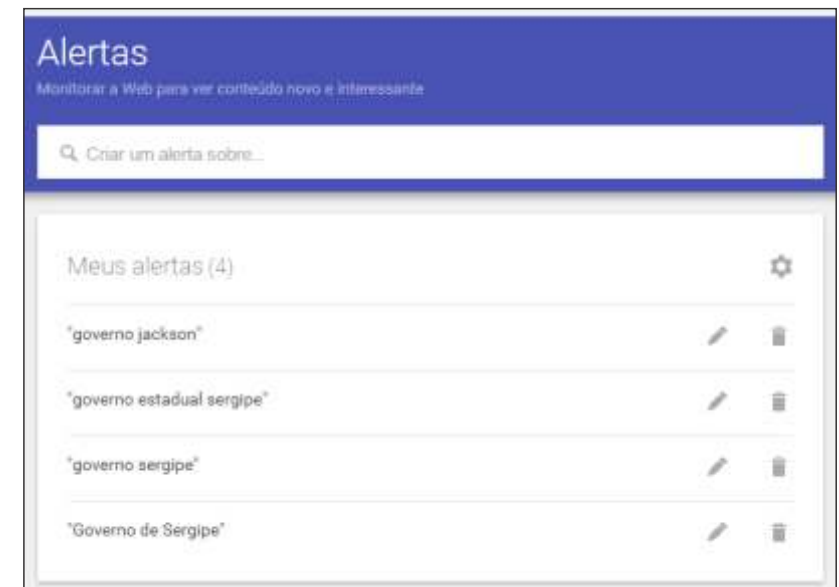 Alertas
Monitorar a Web para ver conteúdo novo e interessante
Criar um alerta sobre...
Meus alertas (4)
"governo jackson"
"governo estadual sergipe"
"governo sergipe"
"Governo de Sergipe"